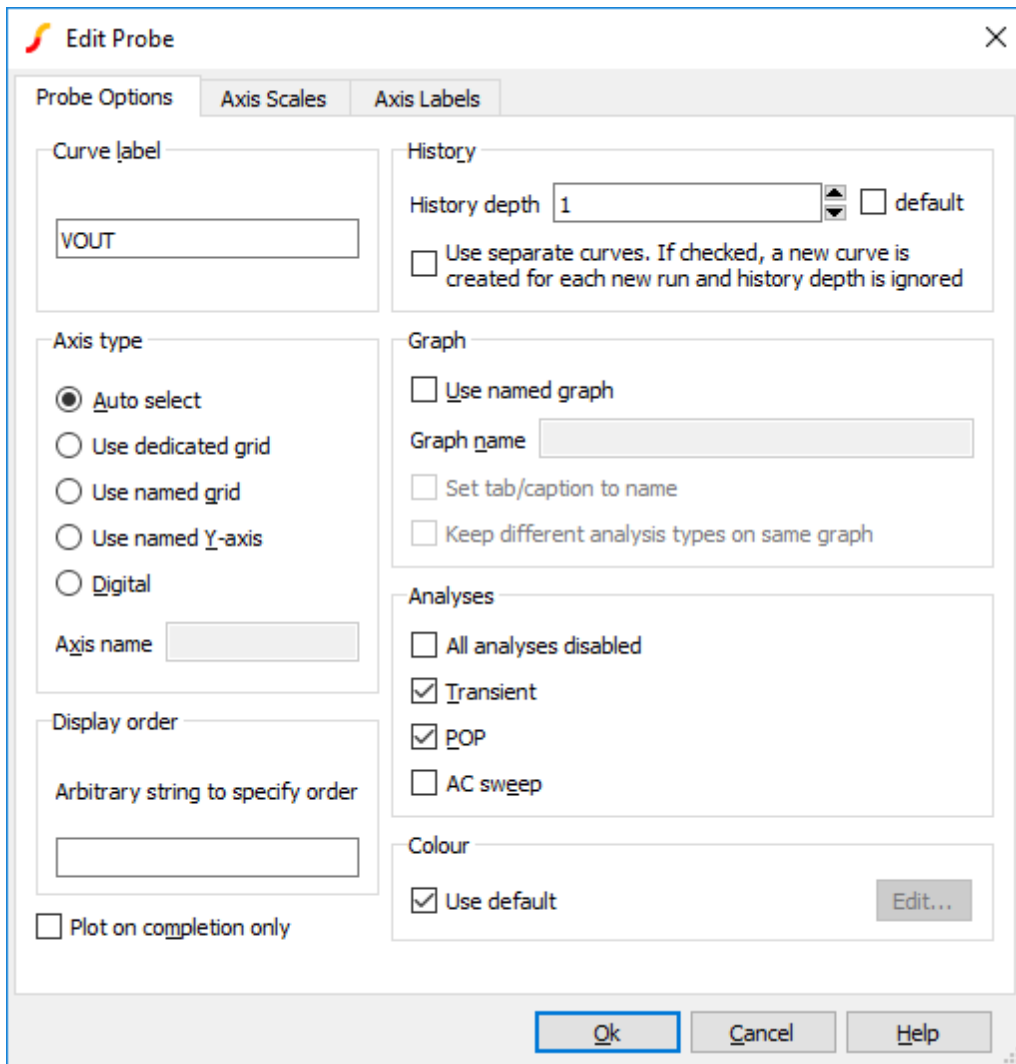 Edit Probe
Probe Options
Axis Scales
Axis Labels
Curve label
VOUT
History
History depth
1
default
Use separate curves. If checked, a new curve is
created for each new run and history depth is ignored
Axis type
Auto select
Use dedicated grid
Use named grid
Use named Y-axis
Digital
Axis name
Graph
Use named graph
Graph name
Set tab/caption to name
Keep different analysis types on same graph
Analyses
All analyses disabled
Transient
POP
AC sweep
Display order
Arbitrary string to specify order
Plot on completion only
Colour
Use default
Edit...
Ok
Cancel
Help